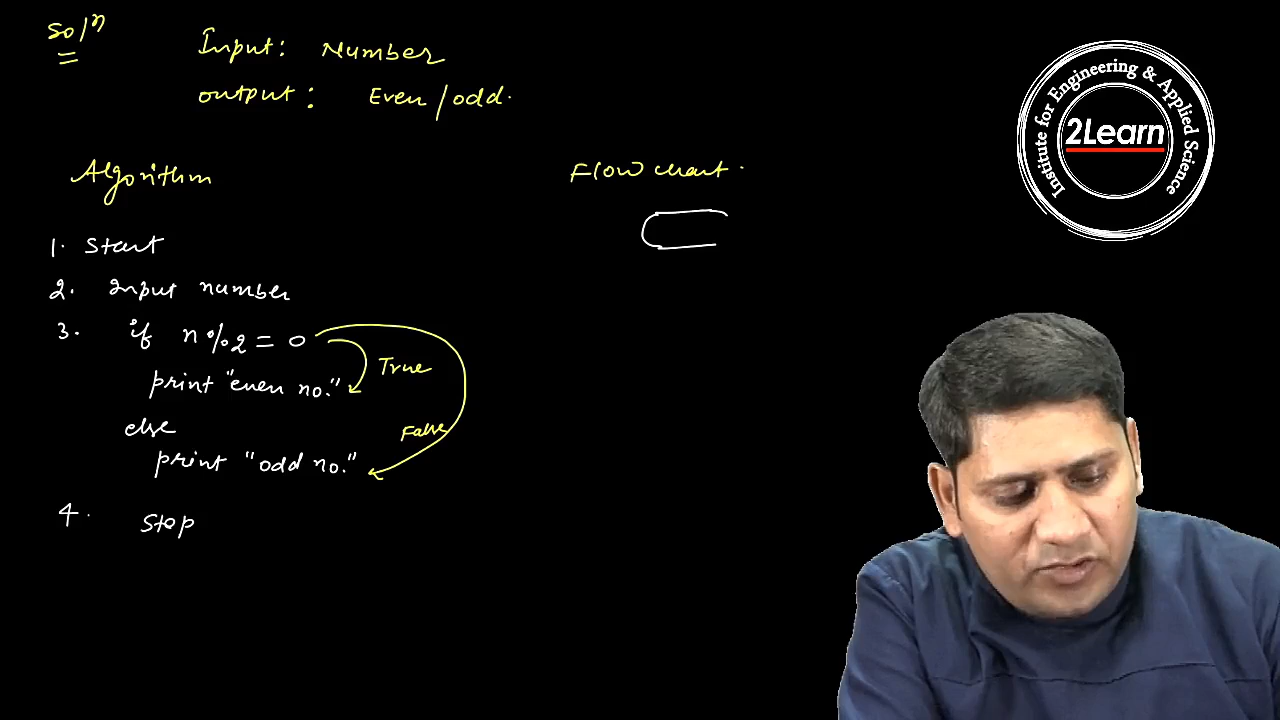 Sol^n
Input: Number
output: Even/odd.
Algorithm
1. Start
2. Input number
3. if n%2 = 0
print "even no."
True
else
False
print "odd no."
4. Stop
Flow chart.
Institute for Engineering & Applied Science
2Learn